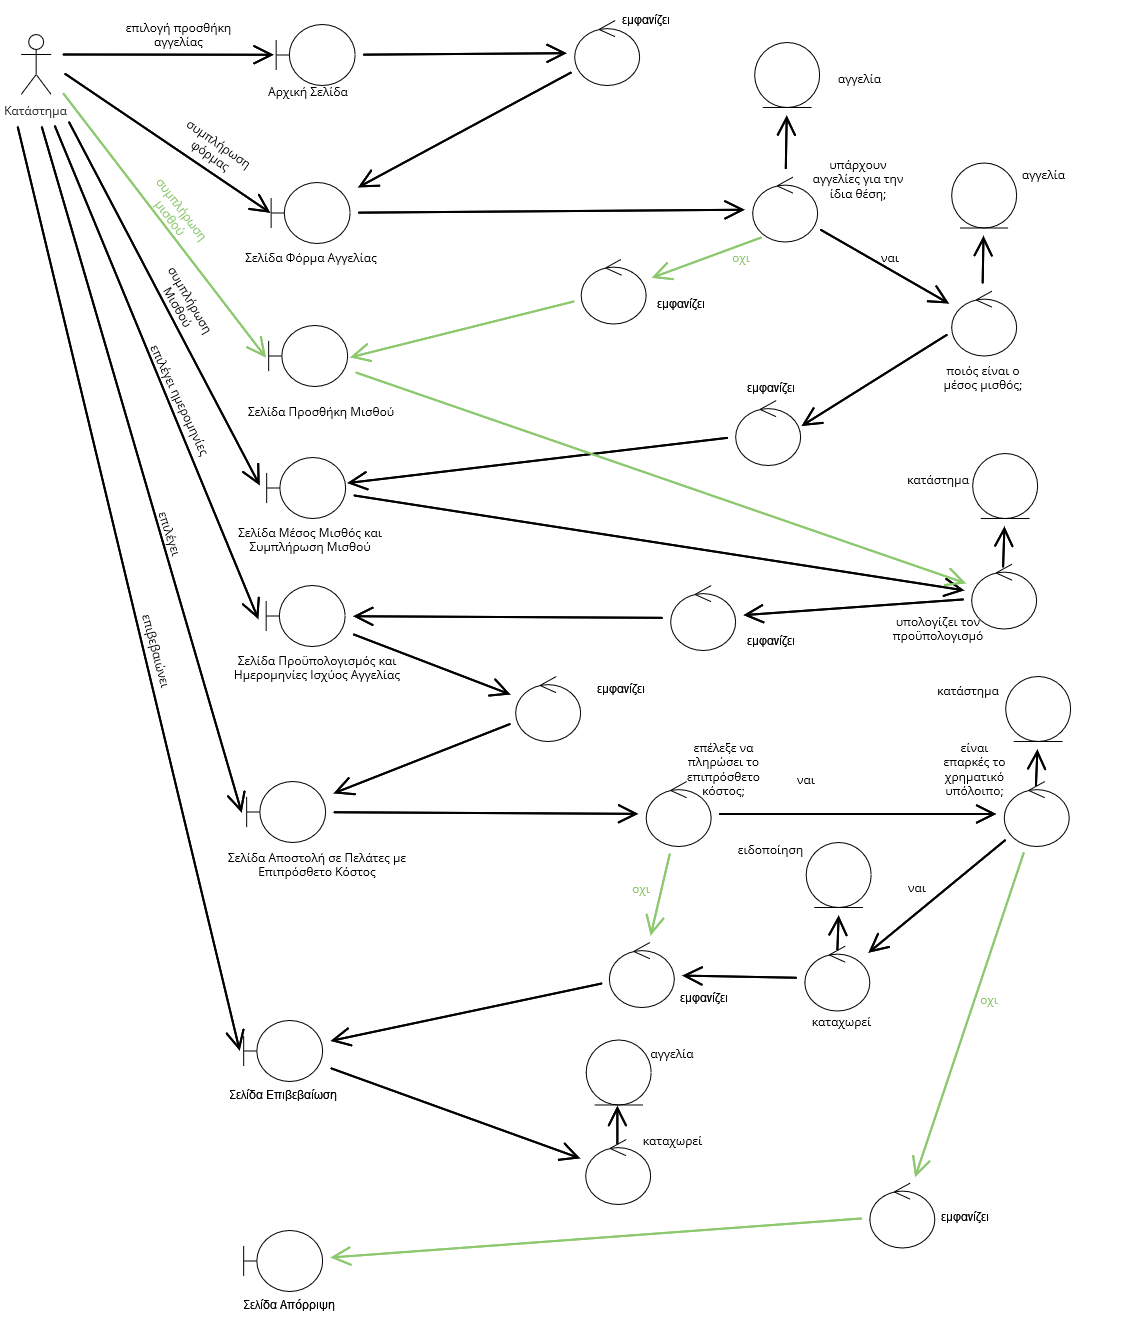 επιλογή προσθήκη
αγγελίας
εμφανίζει
Κατάστημα
Αρχική Σελίδα
αγγελία
συμπλήρωση
φόρμας
υπάρχουν
αγγελίες για την
ίδια θέση;
αγγελία
συμπλήρωση
μισθού
Σελίδα Φόρμα Αγγελίας
οχι
ναι
εμφανίζει
συμπλήρωση
Μισθού
ποιός είναι ο
μέσος μισθός;
επιλέγει ημερομηνίες
εμφανίζει
Σελίδα Προσθήκη Μισθού
κατάστημα
Σελίδα Μέσος Μισθός και
Συμπλήρωση Μισθού
επιλέγει
υπολογίζει τον
προϋπολογισμό
εμφανίζει
επιβεβαιώνει
Σελίδα Προϋπολογισμός και
Ημερομηνίες Ισχύος Αγγελίας
εμφανίζει
κατάστημα
επέλεξε να
πληρώσει το
επιπρόσθετο
κόστος;
ναι
είναι
επαρκές το
χρηματικό
υπόλοιπο;
Σελίδα Αποστολή σε Πελάτες με
Επιπρόσθετο Κόστος
ειδοποίηση
οχι
ναι
εμφανίζει
οχι
καταχωρεί
αγγελία
Σελίδα Επιβεβαίωση
καταχωρεί
εμφανίζει
Σελίδα Απόρριψη